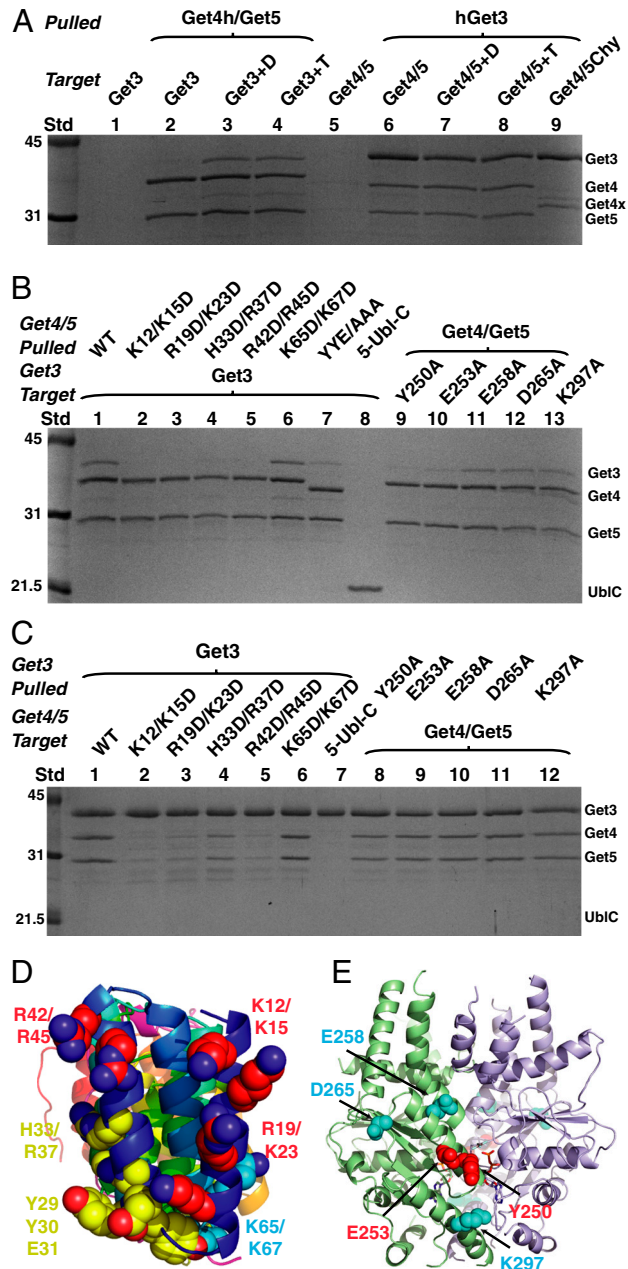 A
Pulled
Get4h/Get5
hGet3
Target
Get3
Get3
Get3+D
Get3+T
Get4/5
Get4/5
Get4/5+D
Get4/5+T
Get4/5Chy
Std 1 2 3 4 5 6 7 8 9
45
31
Get3
Get4
Get4x
Get5
B
Get4/5
Pulled
Get3
Target
WT
K12/K15D
R19D/K23D
H33D/R37D
R42D/R45D
K65D/K67D
YYE/AAA
5-Ubl-C
Get3
Get4/Get5
Y250A
E253A
E258A
D265A
K297A
Std 1 2 3 4 5 6 7 8 9 10 11 12 13
45
31
21.5
Get3
Get4
Get5
UblC
C
Get3
Pulled
Get4/5
Target
Get3
WT
K12/K15D
R19D/K23D
H33D/R37D
R42D/R45D
K65D/K67D
5-Ubl-C
Y250A
E253A
E258A
D265A
K297A
Get4/Get5
Std 1 2 3 4 5 6 7 8 9 10 11 12
45
31
21.5
Get3
Get4
Get5
UblC
D
R42/
R45
K12/
K15
H33/
R37
R19/
K23
Y29
Y30
E31
K65/
K67
E
E258
D265
E253
Y250
K297